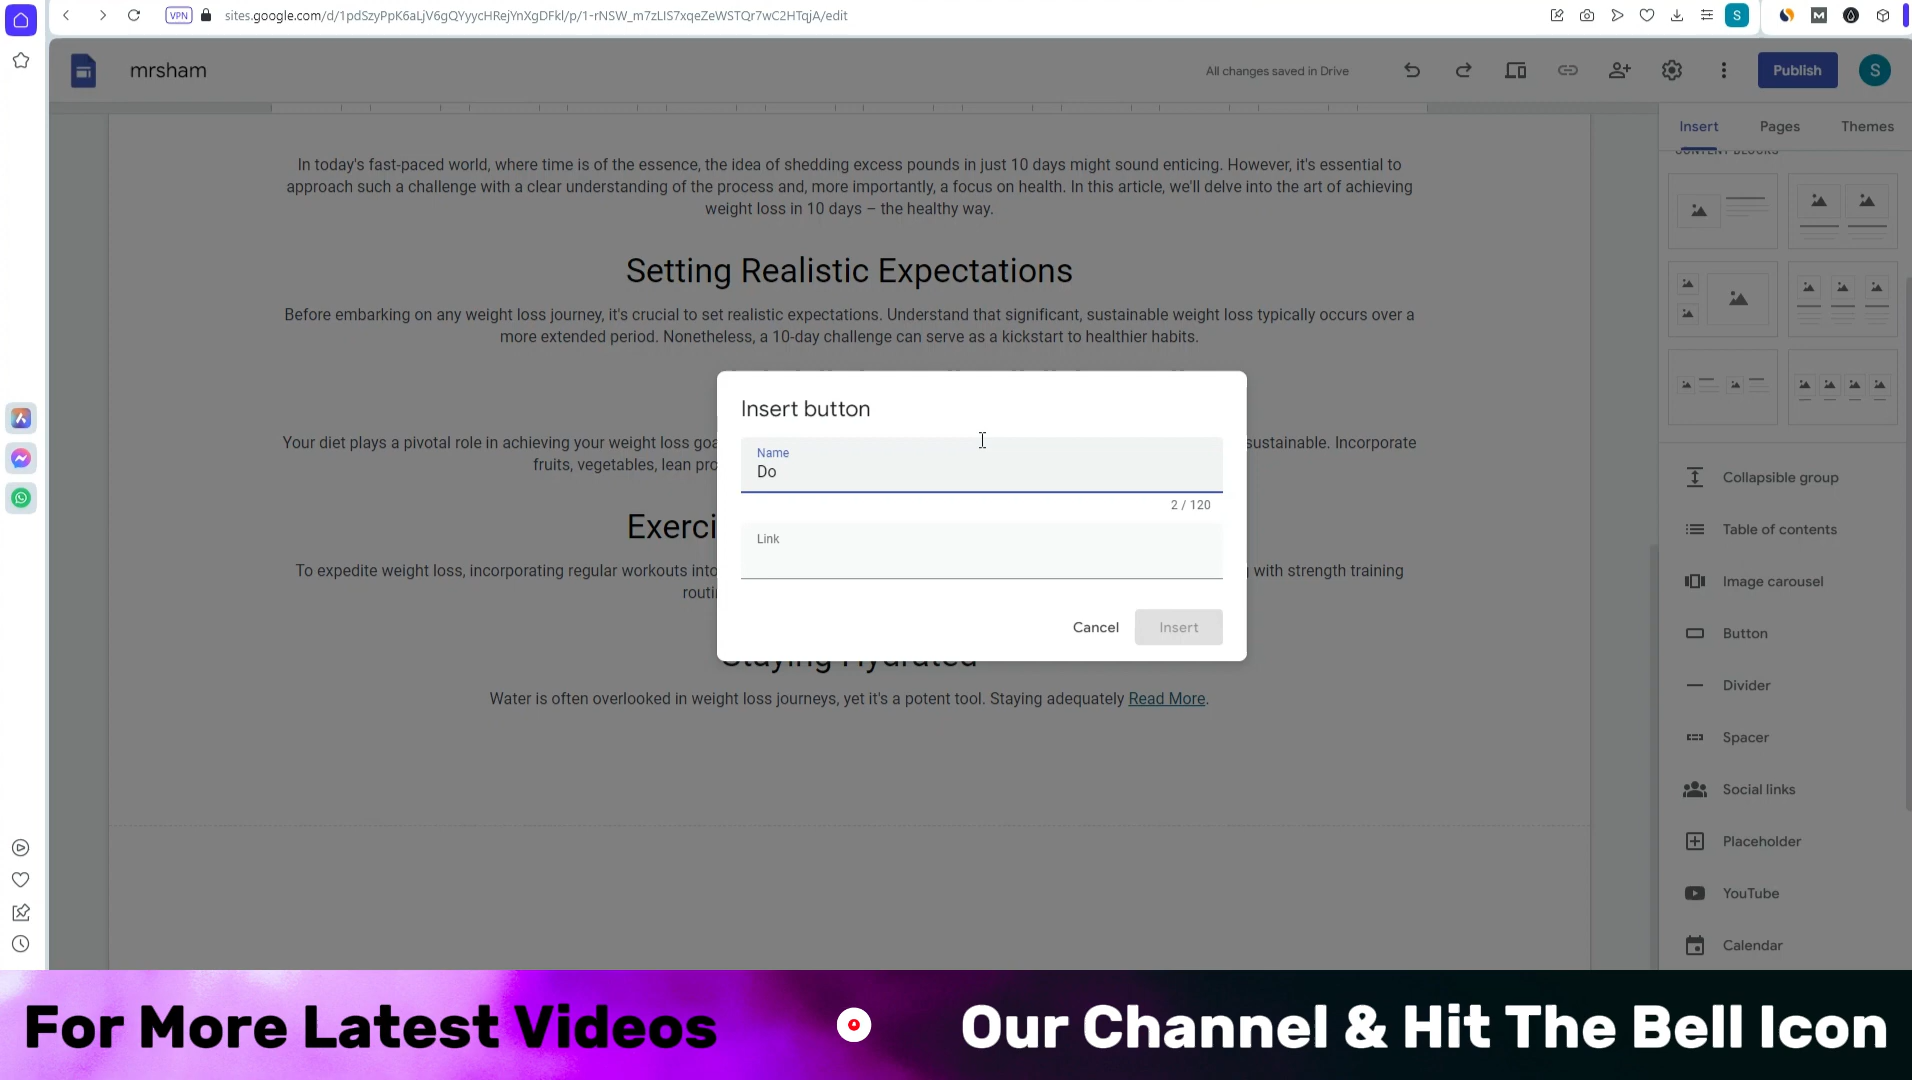 VPN
sites.google.com/d/1pdSzyPpK6aLjV6gQYyycHRejYnXgDFkl/p/1-rNSW_m7zLIS7xqeZeWSTQr7wC2HTqjA/edit
S
M
mrsham
All changes saved in Drive
Publish
S
Insert
Pages
Themes
CONTENT BLOCKS
In today's fast-paced world, where time is of the essence, the idea of shedding excess pounds in just 10 days might sound enticing. However, it's essential to
approach such a challenge with a clear understanding of the process and, more importantly, a focus on health. In this article, we'll delve into the art of achieving
weight loss in 10 days – the healthy way.
Setting Realistic Expectations
Before embarking on any weight loss journey, it's crucial to set realistic expectations. Understand that significant, sustainable weight loss typically occurs over a
more extended period. Nonetheless, a 10-day challenge can serve as a kickstart to healthier habits.
Your diet plays a pivotal role in achieving your weight loss goa
sustainable. Incorporate
fruits, vegetables, lean pro
Exerci
To expedite weight loss, incorporating regular workouts into
with strength training
routi
Staying Hydrated
Water is often overlooked in weight loss journeys, yet it's a potent tool. Staying adequately Read More.
Insert button
Name
Do
2 / 120
Link
Cancel
Insert
Collapsible group
Table of contents
Image carousel
Button
Divider
Spacer
Social links
Placeholder
YouTube
Calendar
For More Latest Videos
Our Channel & Hit The Bell Icon